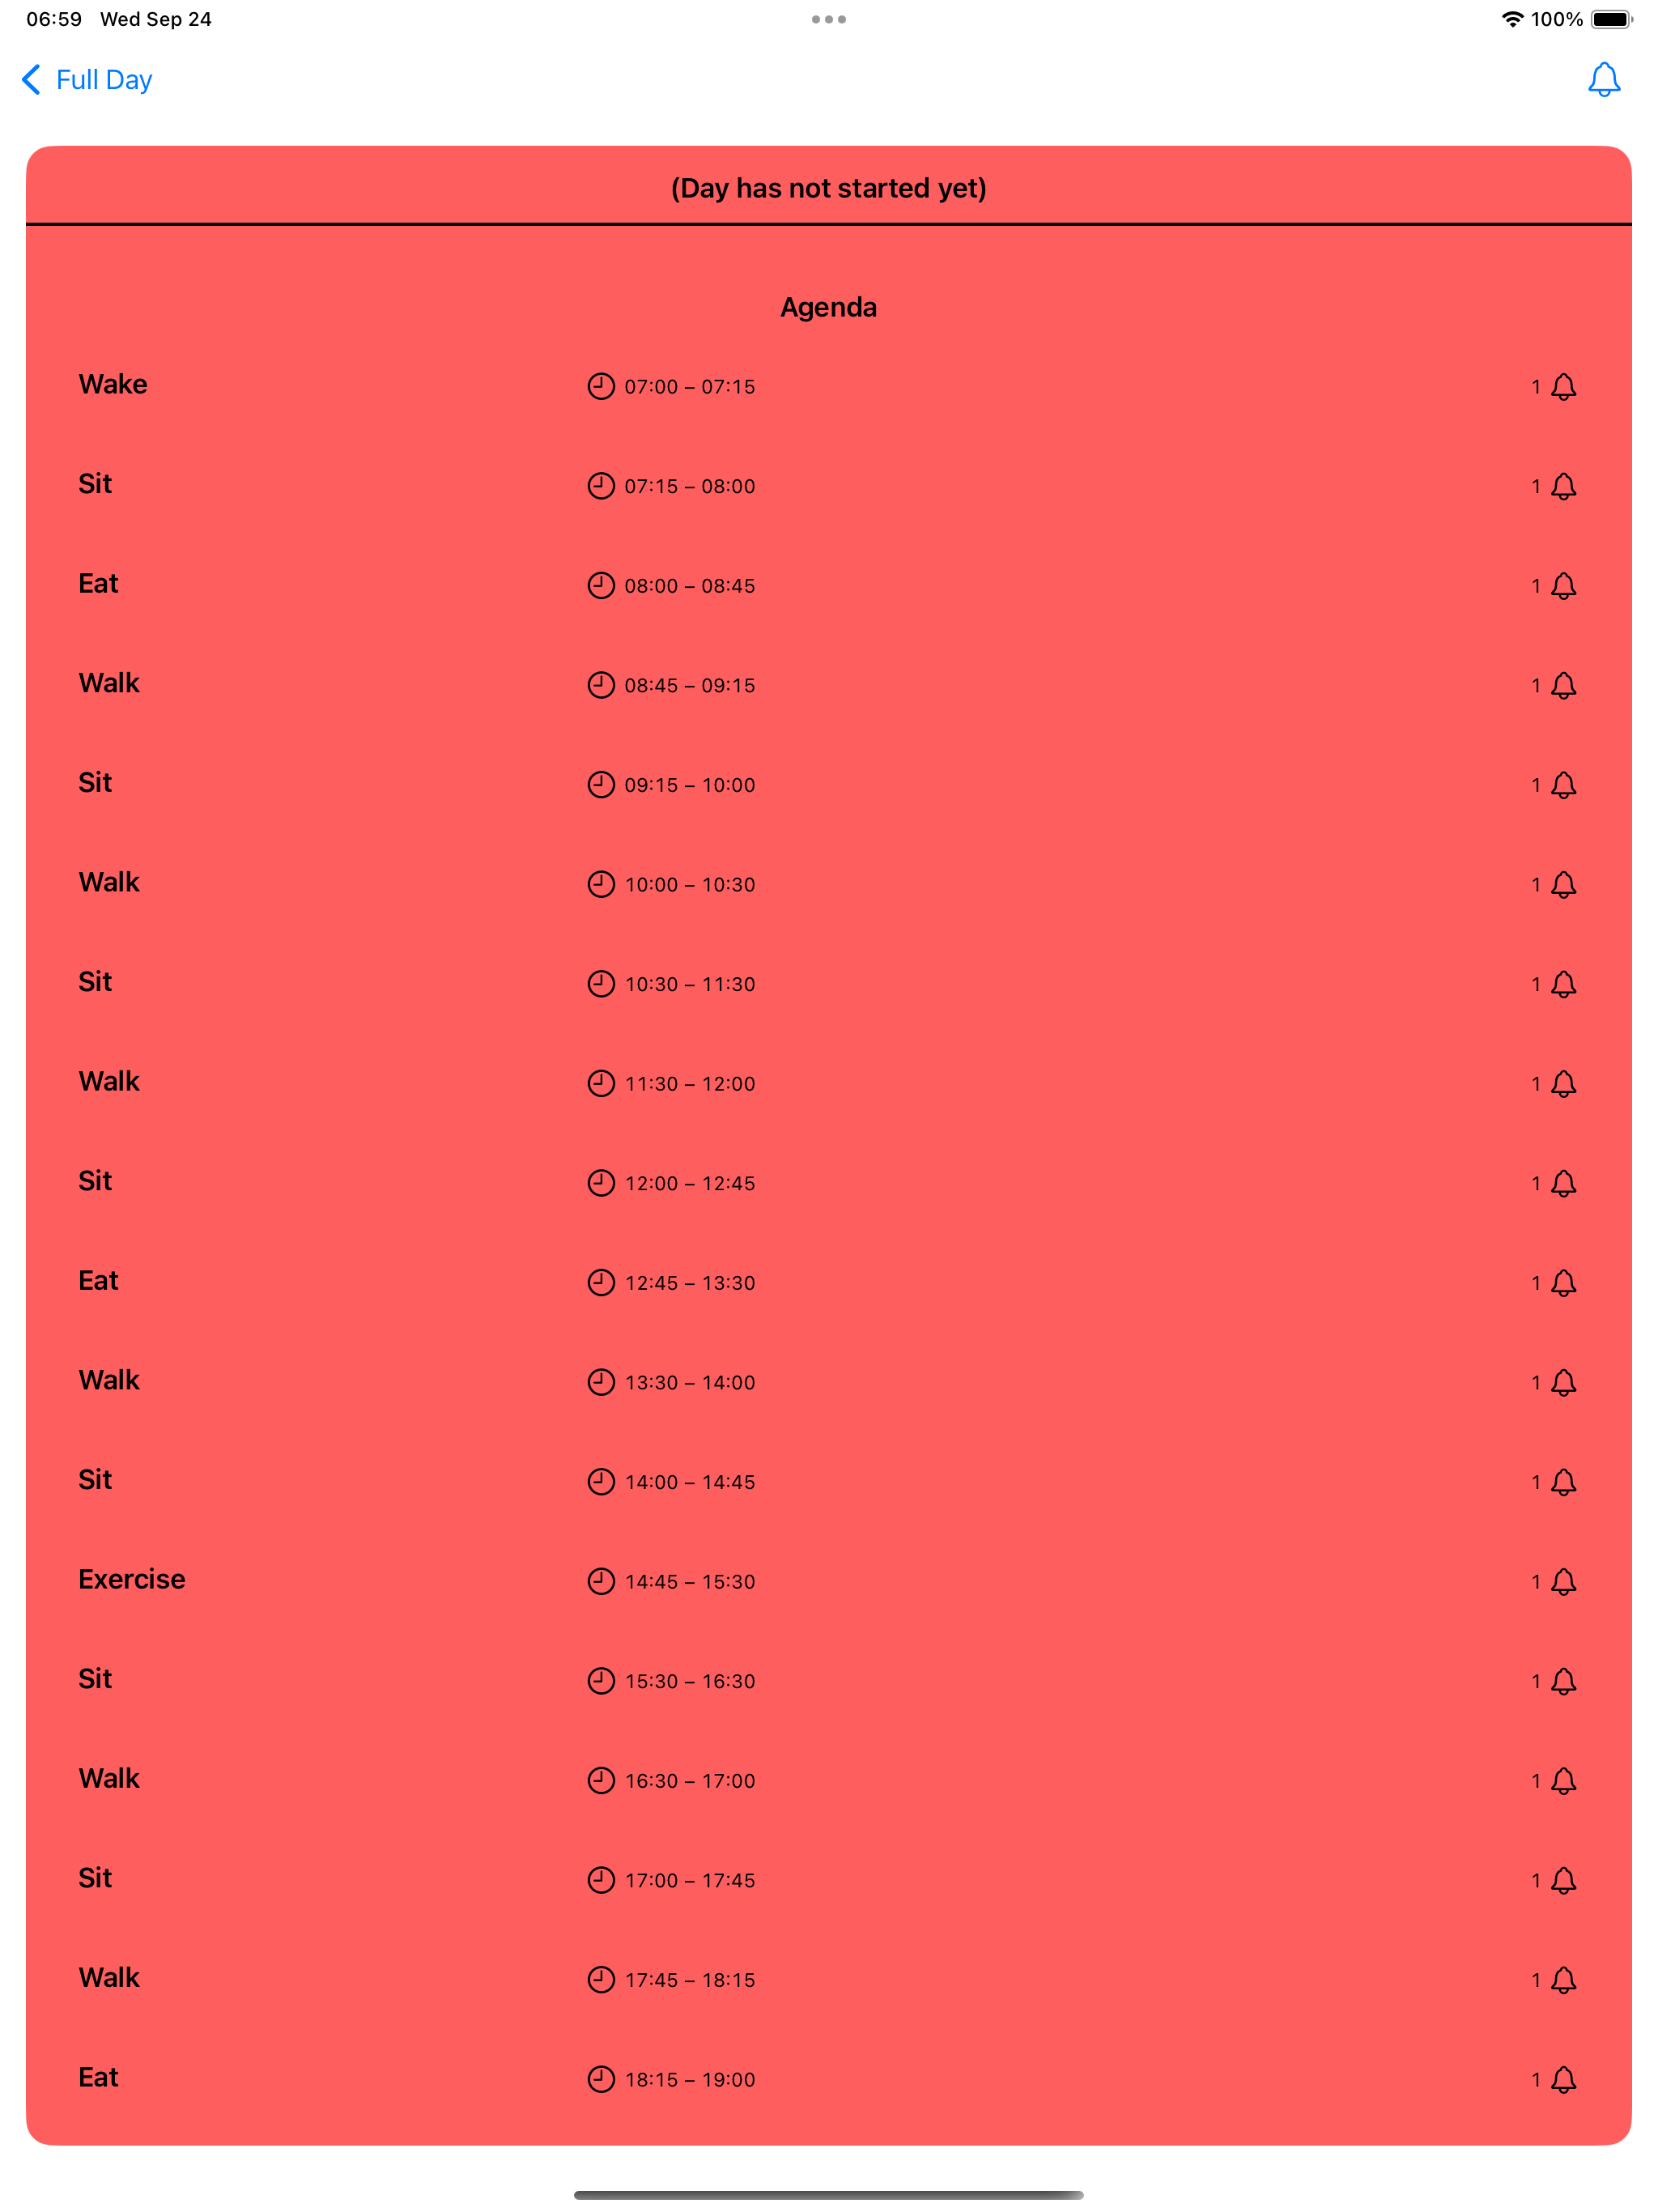 06:59 Wed Sep 24 100%
Full Day
(Day has not started yet)
Agenda
Wake 07:00 – 07:15 1
Sit 07:15 – 08:00 1
Eat 08:00 – 08:45 1
Walk 08:45 – 09:15 1
Sit 09:15 – 10:00 1
Walk 10:00 – 10:30 1
Sit 10:30 – 11:30 1
Walk 11:30 – 12:00 1
Sit 12:00 – 12:45 1
Eat 12:45 – 13:30 1
Walk 13:30 – 14:00 1
Sit 14:00 – 14:45 1
Exercise 14:45 – 15:30 1
Sit 15:30 – 16:30 1
Walk 16:30 – 17:00 1
Sit 17:00 – 17:45 1
Walk 17:45 – 18:15 1
Eat 18:15 – 19:00 1